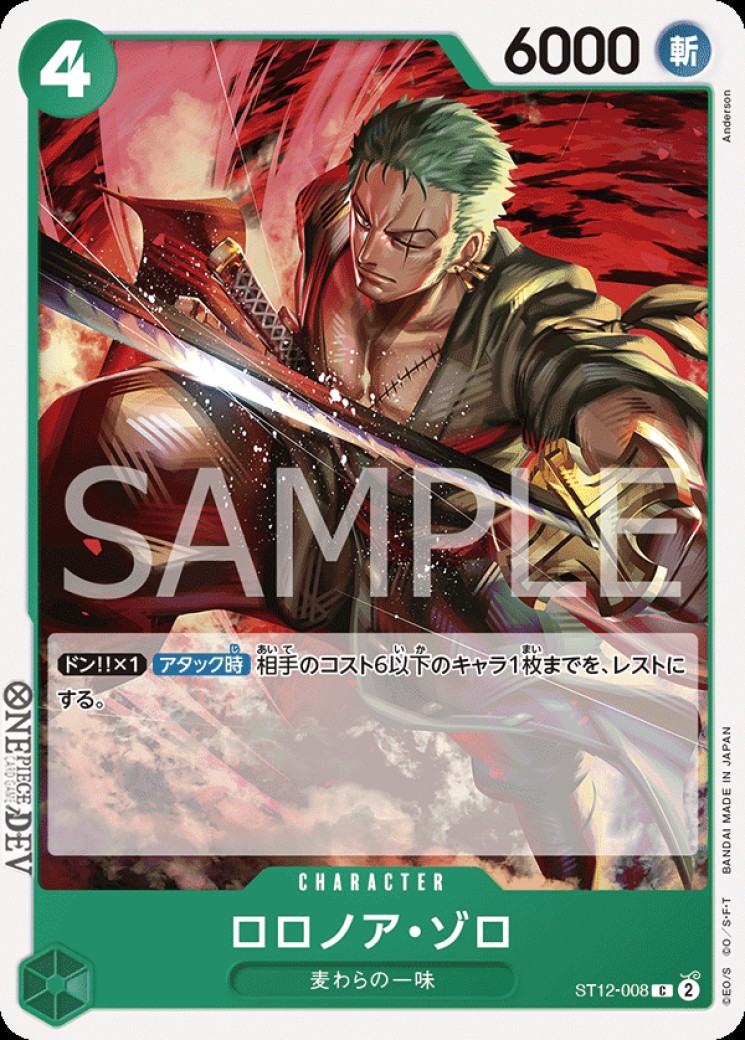 4
6000
斬
Anderson
SAMPLE
ドン!!×1 アタック時 相手のコスト6以下のキャラ1枚までを、レストに
する。
ONE PIECE CARD GAME DEV
BANDAI MADE IN JAPAN
©E○/S ©O/S・F・T
CHARACTER
ロロノア・ゾロ
麦わらの一味
ST12-008 C 2